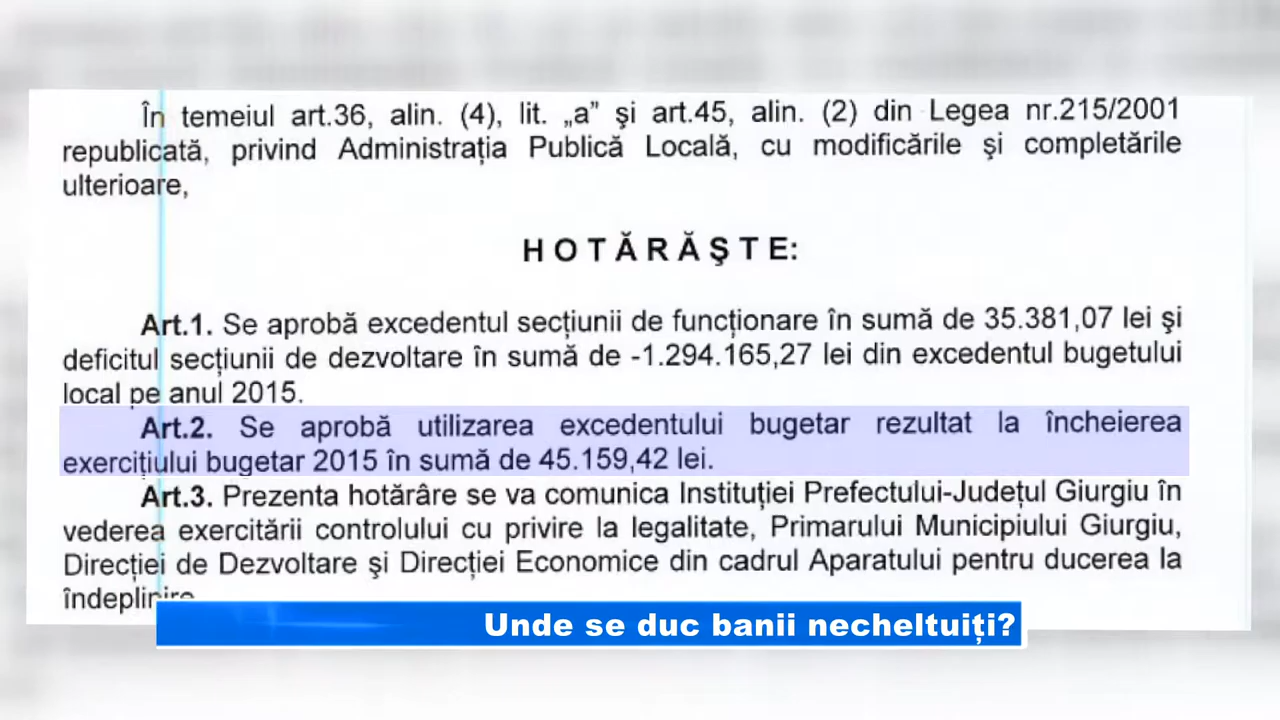 În temeiul art.36, alin. (4), lit. „a” şi art.45, alin. (2) din Legea nr.215/2001
republicată, privind Administraţia Publică Locală, cu modificările şi completările
ulterioare,
H O T Ă R Ă Ş T E:
Art.1. Se aprobă excedentul secţiunii de funcţionare în sumă de 35.381,07 lei şi
deficitul secţiunii de dezvoltare în sumă de -1.294.165,27 lei din excedentul bugetului
local pe anul 2015.
Art.2. Se aprobă utilizarea excedentului bugetar rezultat la încheierea
exerciţiului bugetar 2015 în sumă de 45.159,42 lei.
Art.3. Prezenta hotărâre se va comunica Instituţiei Prefectului-Judeţul Giurgiu în
vederea exercitării controlului cu privire la legalitate, Primarului Municipiului Giurgiu,
Direcţiei de Dezvoltare şi Direcţiei Economice din cadrul Aparatului pentru ducerea la
îndeplinire
Unde se duc banii necheltuiți?